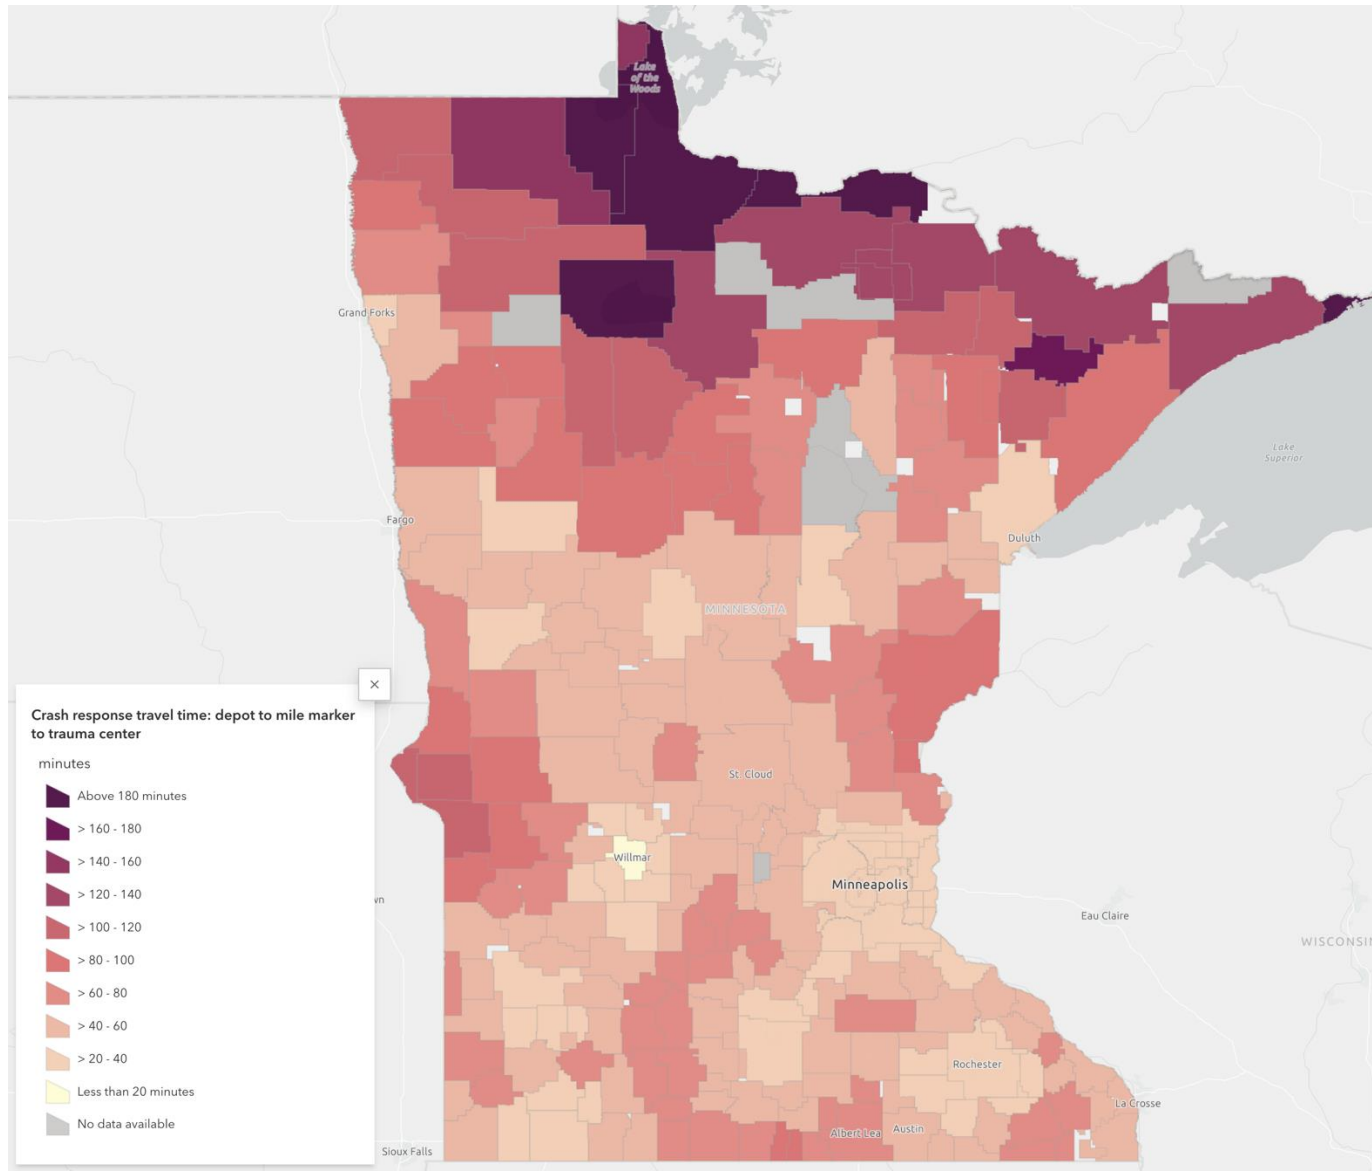 Lake
of the
Woods
Grand Forks
Lake
Superior
Fargo
Duluth
MINNESOTA
×
Crash response travel time: depot to mile marker
to trauma center
minutes
Above 180 minutes
> 160 - 180
> 140 - 160
> 120 - 140
> 100 - 120
> 80 - 100
> 60 - 80
> 40 - 60
> 20 - 40
Less than 20 minutes
No data available
St. Cloud
Willmar
Minneapolis
wn
Eau Claire
WISCONSIN
Rochester
La Crosse
Albert Lea
Austin
Sioux Falls